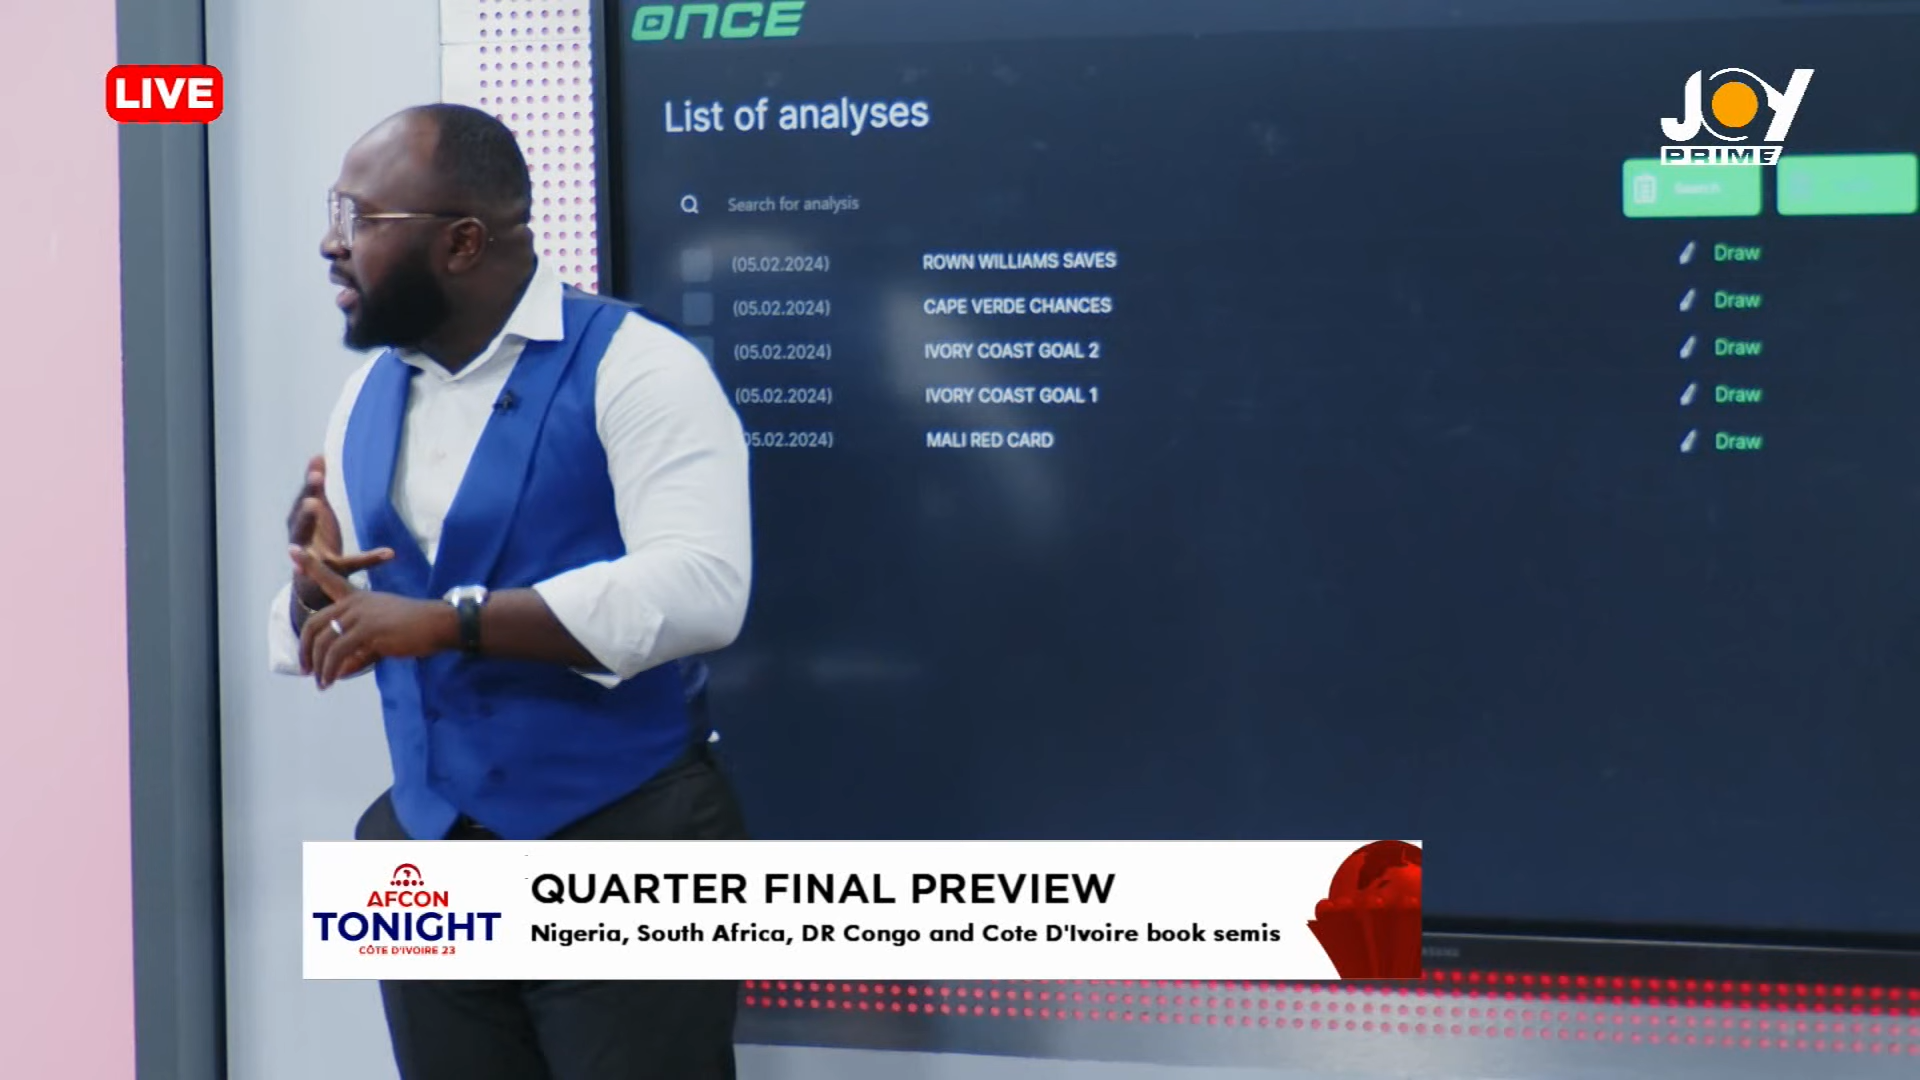 ONCE
LIVE
JOY
PRIME
List of analyses
Search for analysis
Search
(05.02.2024) ROWN WILLIAMS SAVES Draw
(05.02.2024) CAPE VERDE CHANCES Draw
(05.02.2024) IVORY COAST GOAL 2 Draw
(05.02.2024) IVORY COAST GOAL 1 Draw
05.02.2024) MALI RED CARD Draw
AFCON
TONIGHT
CÔTE D'IVOIRE 23
QUARTER FINAL PREVIEW
Nigeria, South Africa, DR Congo and Cote D'Ivoire book semis